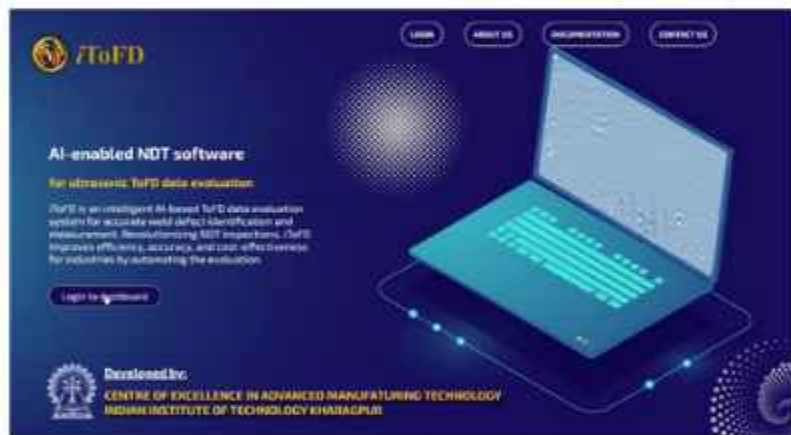 LOGIN
ABOUT US
DOCUMENTATION
CONTACT US
iToFD
AI-enabled NDT software
for ultrasonic ToFD data evaluation
iToFD is an intelligent AI-based ToFD data evaluation
system for accurate weld defect identification and
measurement. Revolutionizing NDT inspections, iToFD
improves efficiency, accuracy, and cost-effectiveness
for industries by automating the evaluation.
Login to dashboard
Developed by:
CENTRE OF EXCELLENCE IN ADVANCED MANUFATURING TECHNOLOGY
INDIAN INSTITUTE OF TECHNOLOGY KHARAGPUR